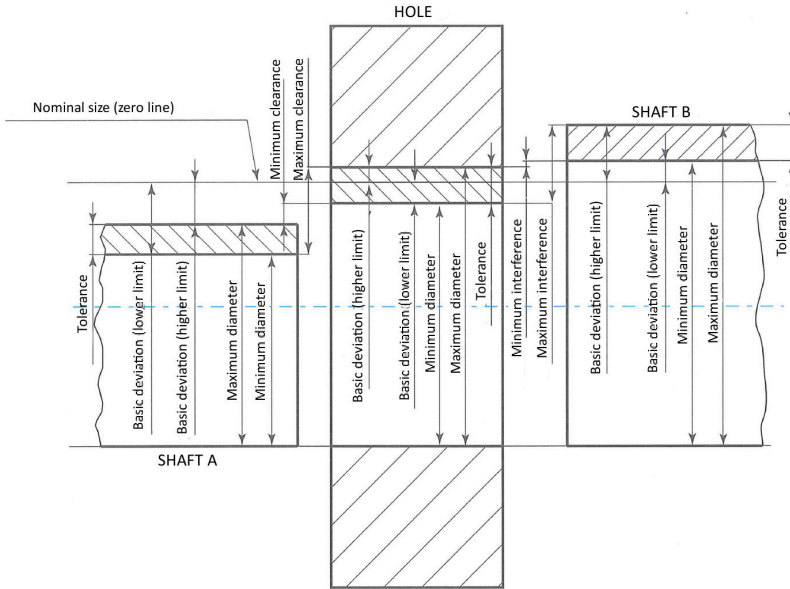 HOLE
Nominal size (zero line)
Minimum clearance
Maximum clearance
SHAFT B
Tolerance
Basic deviation (lower limit)
Basic deviation (higher limit)
Maximum diameter
Minimum diameter
Basic deviation (higher limit)
Basic deviation (lower limit)
Minimum diameter
Maximum diameter
Tolerance
Minimum interference
Maximum interference
Basic deviation (higher limit)
Basic deviation (lower limit)
Minimum diameter
Maximum diameter
Tolerance
SHAFT A